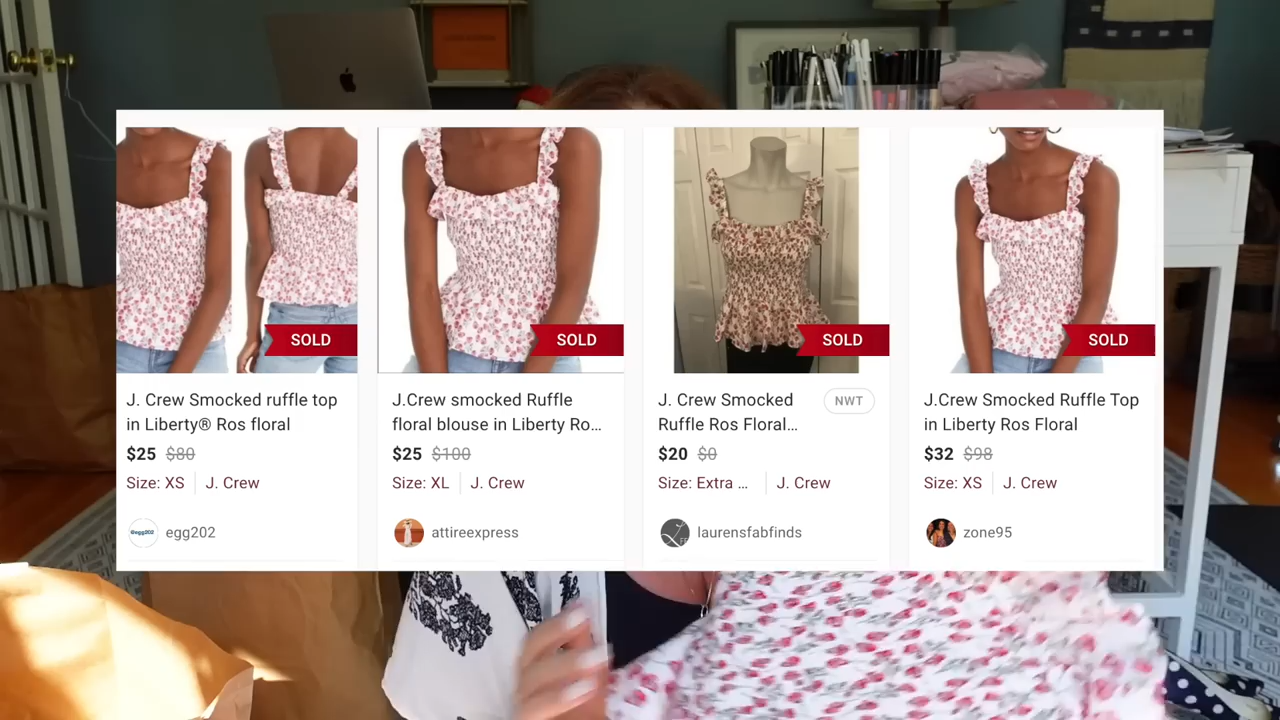 SOLD
J. Crew Smocked ruffle top
in Liberty® Ros floral
$25 $80
Size: XS J. Crew
egg202
SOLD
J.Crew smocked Ruffle
floral blouse in Liberty Ro...
$25 $100
Size: XL J. Crew
attireexpress
SOLD
J. Crew Smocked NWT
Ruffle Ros Floral...
$20 $0
Size: Extra ... J. Crew
laurensfabfinds
SOLD
J.Crew Smocked Ruffle Top
in Liberty Ros Floral
$32 $98
Size: XS J. Crew
zone95